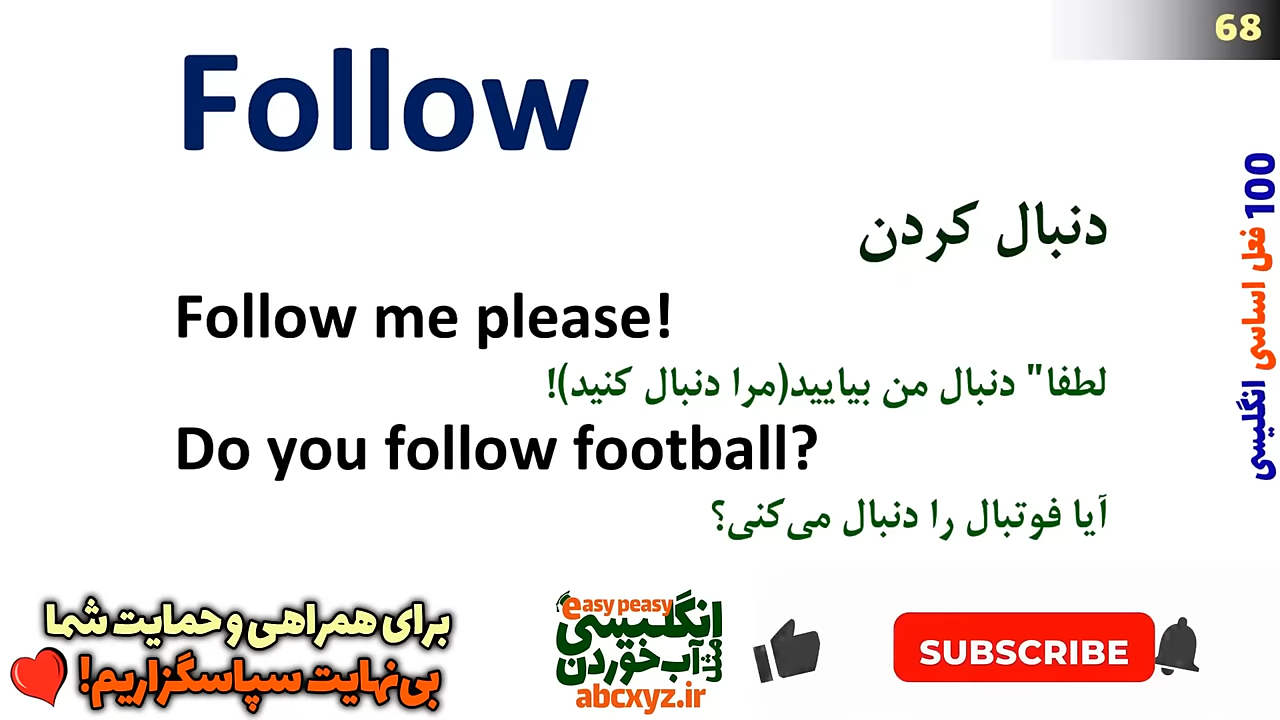 68
Follow
دنبال کردن
Follow me please!
لطفا" دنبال من بیایید(مرا دنبال کنید)!
Do you follow football?
آیا فوتبال را دنبال می‌کنی؟
100 فعل اساسی انگلیسی
برای همراهی و حمایت شما
بی‌نهایت سپاسگزاریم!
easy peasy
انگلیسی
مثل آب خوردن
abcxyz.ir
SUBSCRIBE